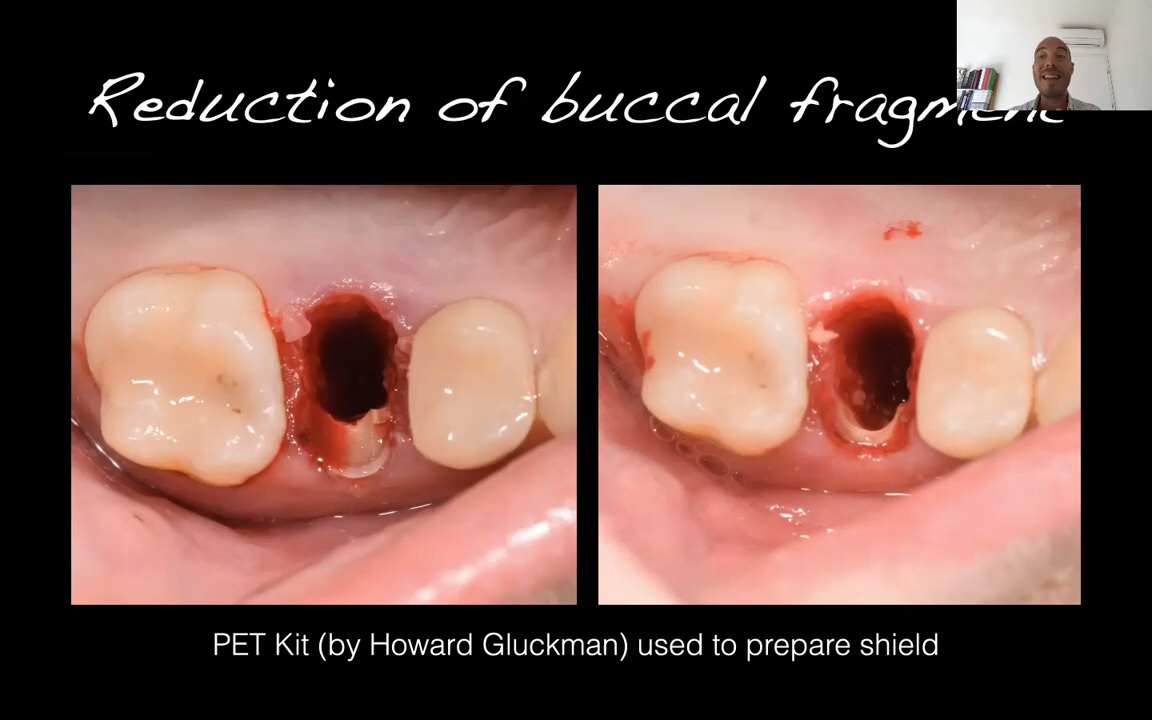 Reduction of buccal fragment
PET Kit (by Howard Gluckman) used to prepare shield